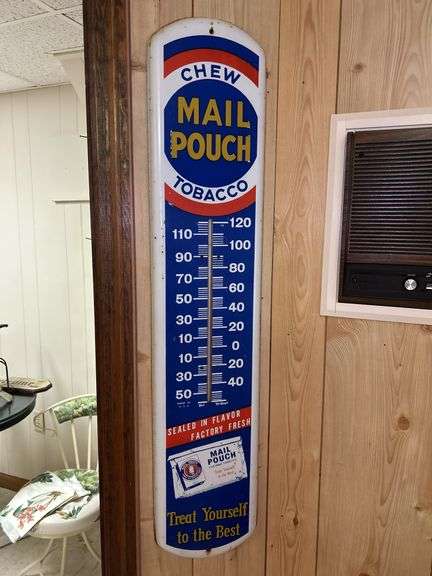 CHEW
MAIL
POUCH
TOBACCO
120
110
100
90
80
70
60
50
40
30
20
10
0
10
20
30
40
50
SEALED IN FLAVOR
FACTORY FRESH
MAIL
POUCH
Treat Yourself
to the Best